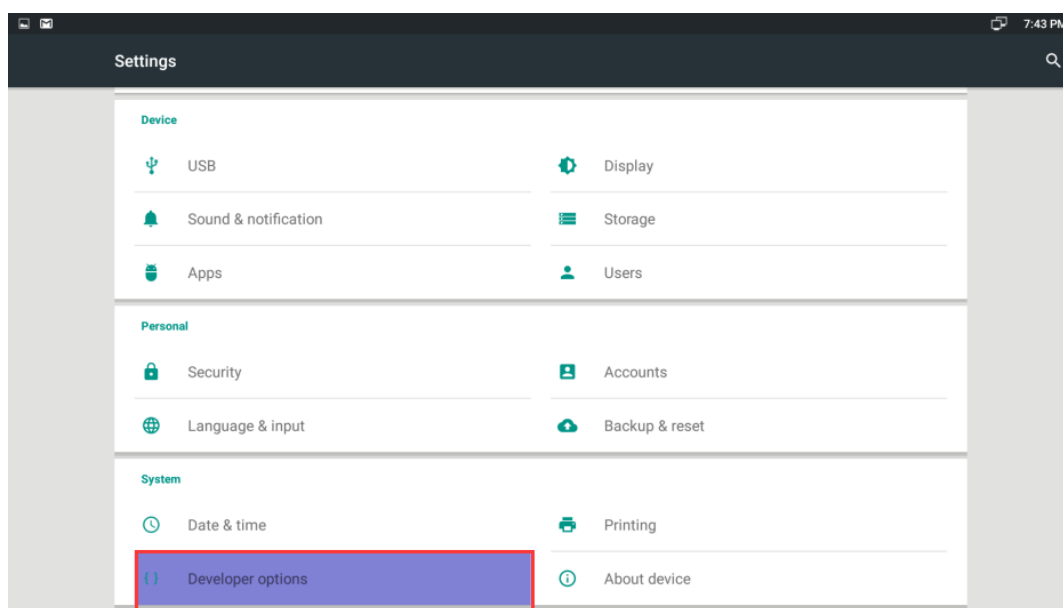 7:43 PM
Settings
Device
USB
Display
Sound & notification
Storage
Apps
Users
Personal
Security
Accounts
Language & input
Backup & reset
System
Date & time
Printing
{ } Developer options
About device